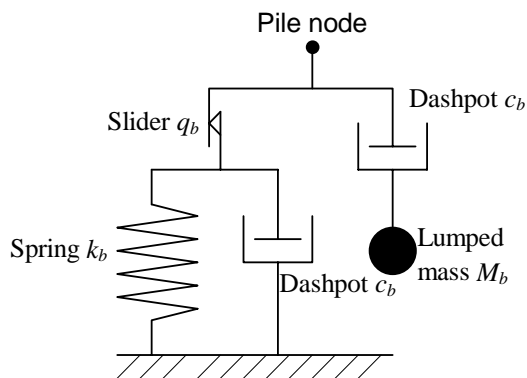 Pile node
Dashpot c_b
Slider q_b
Spring k_b
Dashpot c_b
Lumped
mass M_b